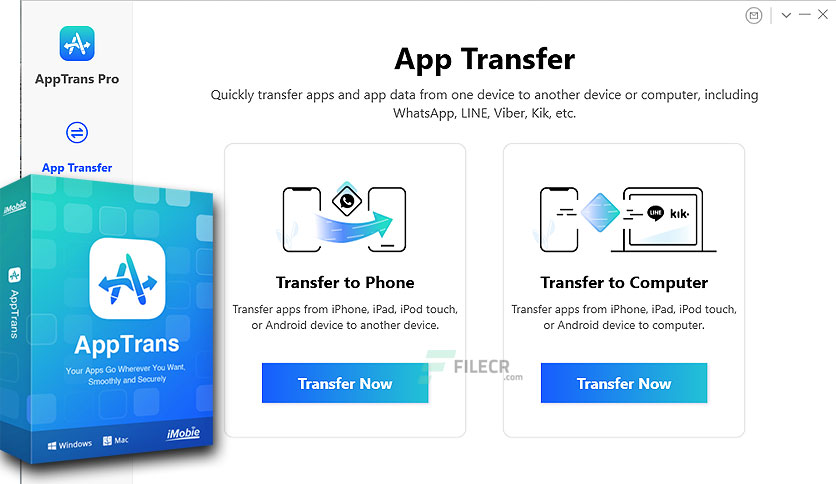 AppTrans Pro
App Transfer
App Transfer
Quickly transfer apps and app data from one device to another device or computer, including
WhatsApp, LINE, Viber, Kik, etc.
LINE
kik.
Transfer to Phone
Transfer apps from iPhone, iPad, iPod touch,
or Android device to another device.
Transfer Now
Transfer to Computer
Transfer apps from iPhone, iPad, iPod touch,
or Android device to computer.
Transfer Now
FILECR
.com
iMobie
AppTrans
AppTrans
Your Apps Go Wherever You Want,
Smoothly and Securely
Windows
Mac
iMobie